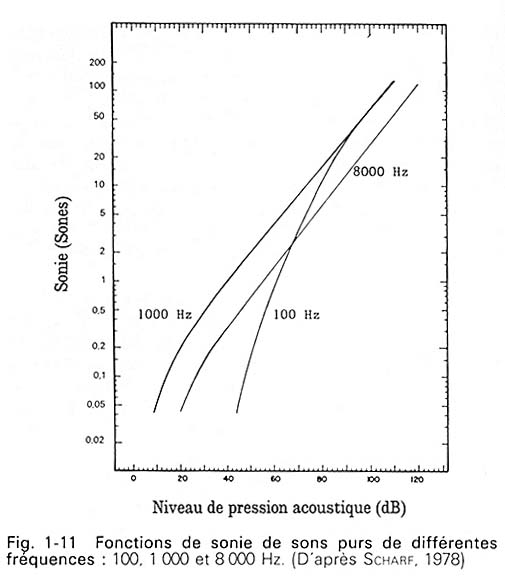 200
100
50
20
10
5
2
1
0,5
0,2
0,1
0,05
0.02
Sonie (Sones)
8000 Hz
1000 Hz
100 Hz
0 20 40 60 80 100 120
Niveau de pression acoustique (dB)
Fig. 1-11 Fonctions de sonie de sons purs de différentes
fréquences : 100, 1 000 et 8 000 Hz. (D'après SCHARF, 1978)